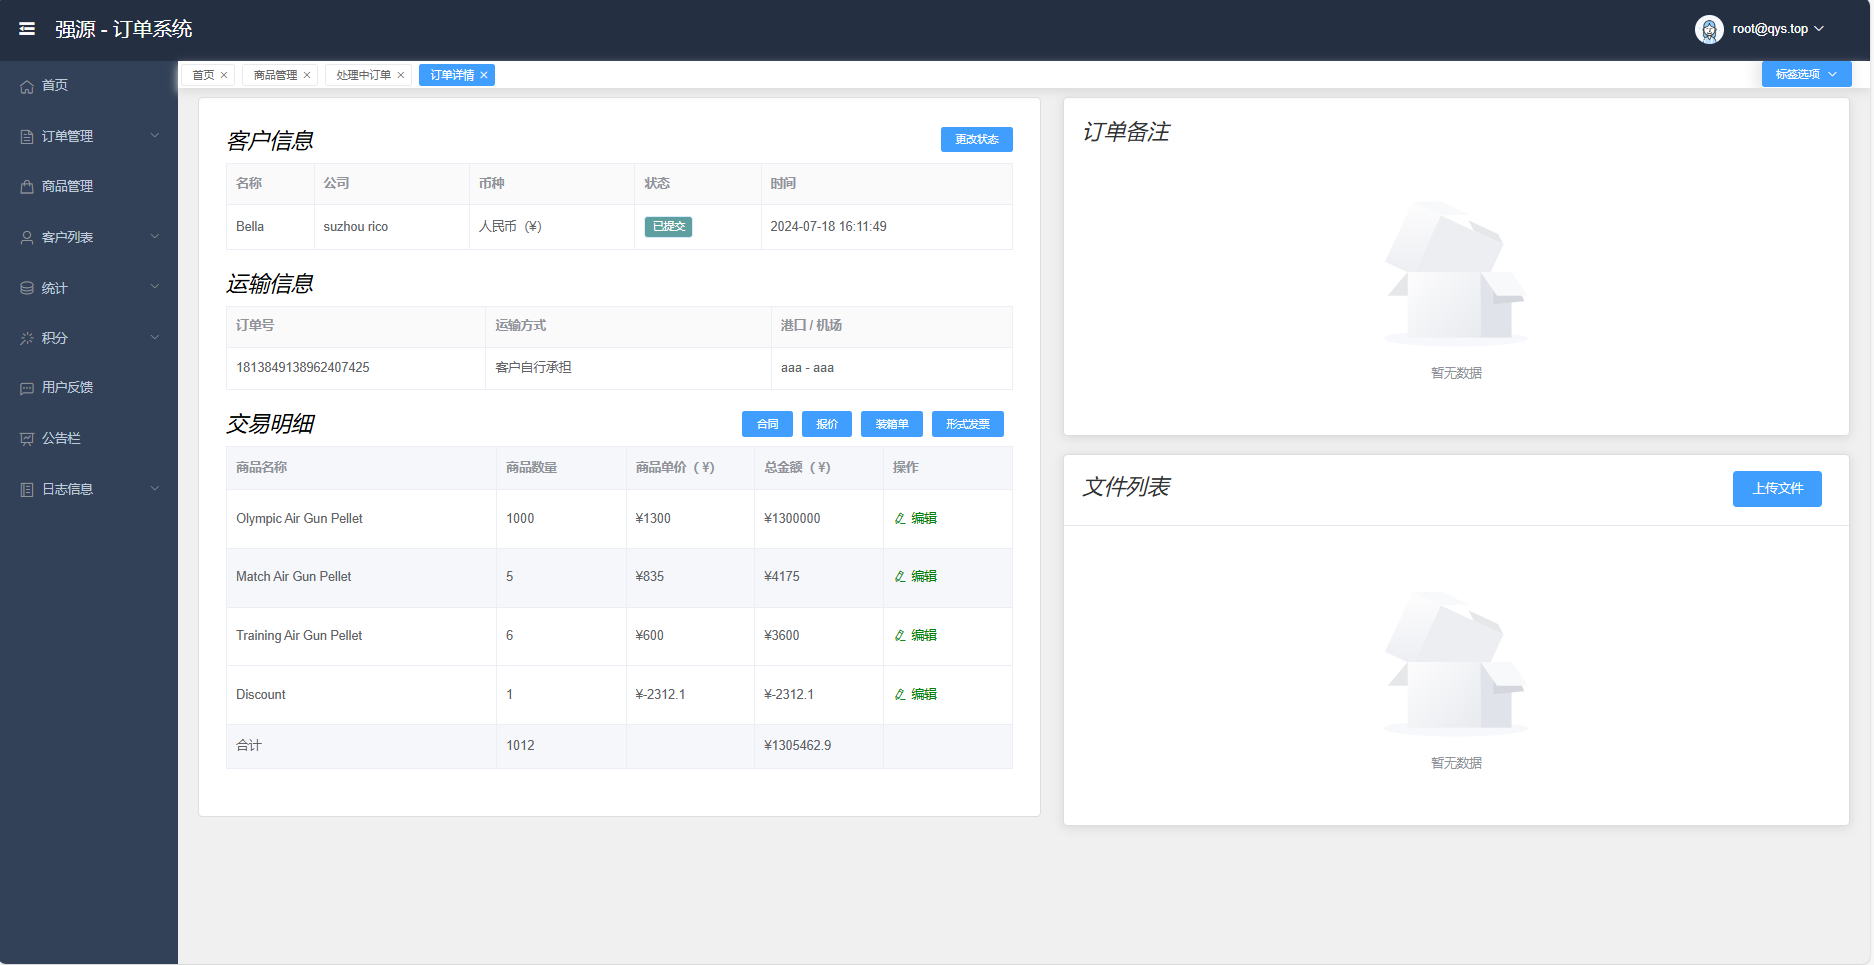 强源 - 订单系统
root@qys.top
首页
订单管理
商品管理
客户列表
统计
积分
用户反馈
公告栏
日志信息
首页 × 商品管理 × 处理中订单 × 订单详情 ×
标签选项
客户信息
更改状态
名称 公司 币种 状态 时间
Bella suzhou rico 人民币 (¥) 已提交 2024-07-18 16:11:49
运输信息
订单号 运输方式 港口 / 机场
1813849138962407425 客户自行承担 aaa - aaa
交易明细
合同 报价 装箱单 形式发票
商品名称 商品数量 商品单价（¥) 总金额（¥) 操作
Olympic Air Gun Pellet 1000 ¥1300 ¥1300000 编辑
Match Air Gun Pellet 5 ¥835 ¥4175 编辑
Training Air Gun Pellet 6 ¥600 ¥3600 编辑
Discount 1 ¥-2312.1 ¥-2312.1 编辑
合计 1012 ¥1305462.9
订单备注
暂无数据
文件列表
上传文件
暂无数据